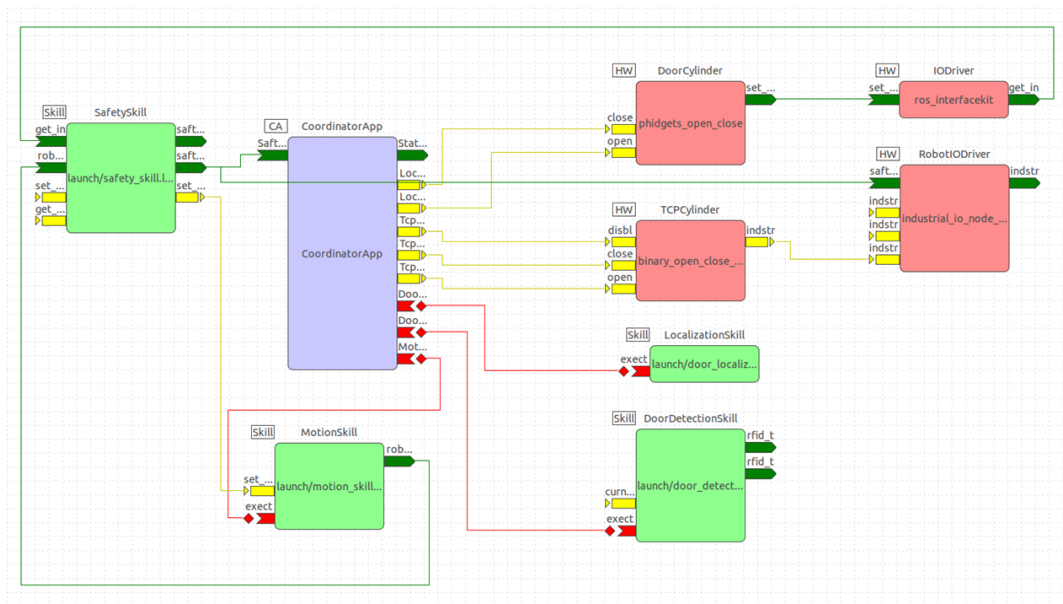 HW
DoorCylinder
set_...
close
open
phidgets_open_close
HW
IODriver
set_...
get_in
ros_interfacekit
Skill
SafetySkill
get_in
rob...
set_...
get_...
launch/safety_skill.l...
saft...
saft...
set_...
CA
CoordinatorApp
Saft...
CoordinatorApp
Stat...
Loc...
Loc...
Tcp...
Tcp...
Tcp...
Doo...
Doo...
Mot...
HW
RobotIODriver
saft...
indstr
indstr
indstr
indstr
industrial_io_node_...
HW
TCPCylinder
disbl
close
open
indstr
binary_open_close_...
Skill
LocalizationSkill
exect
launch/door_localiz...
Skill
DoorDetectionSkill
rfid_t
rfid_t
curn...
exect
launch/door_detect...
Skill
MotionSkill
rob...
set_...
exect
launch/motion_skill...